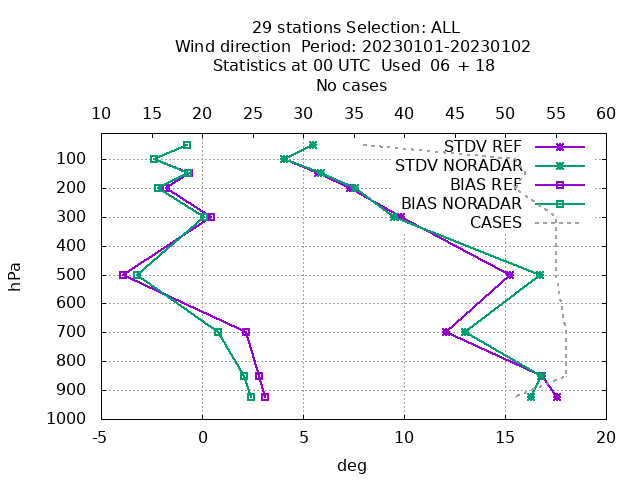 29 stations Selection: ALL
Wind direction  Period: 20230101-20230102
Statistics at 00 UTC  Used  06 + 18
No cases
10 15 20 25 30 35 40 45 50 55 60
STDV REF
STDV NORADAR
BIAS REF
BIAS NORADAR
CASES
100
200
300
400
500
600
700
800
900
1000
hPa
-5 0 5 10 15 20
deg